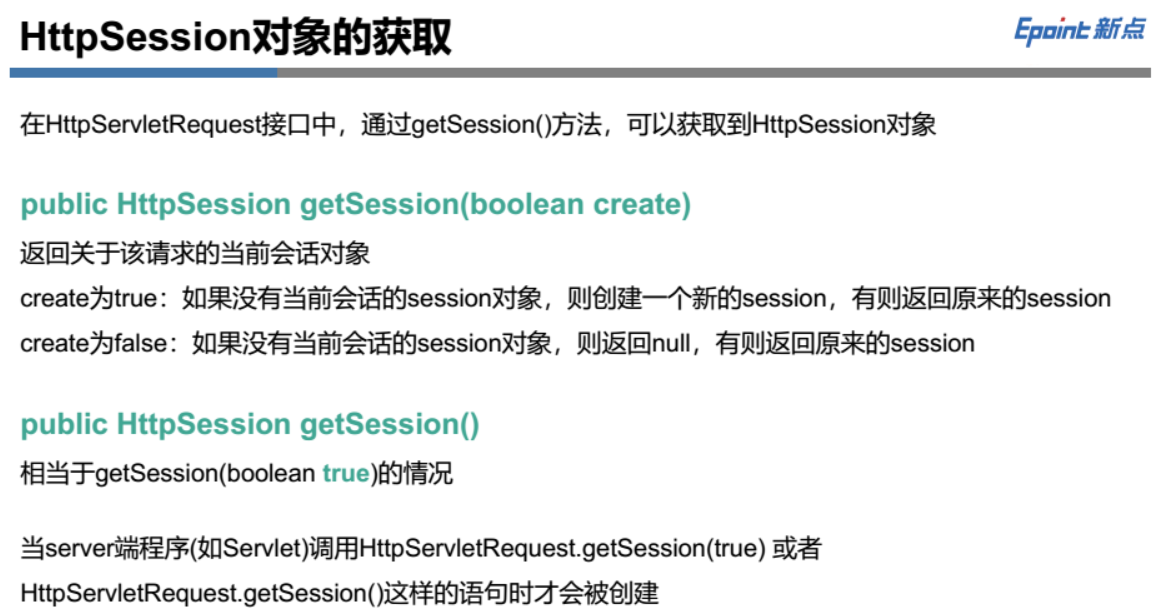 HttpSession对象的获取
Epoint 新点
在HttpServletRequest接口中，通过getSession()方法，可以获取到HttpSession对象
public HttpSession getSession(boolean create)
返回关于该请求的当前会话对象
create为true：如果没有当前会话的session对象，则创建一个新的session，有则返回原来的session
create为false：如果没有当前会话的session对象，则返回null，有则返回原来的session
public HttpSession getSession()
相当于getSession(boolean true)的情况
当server端程序(如Servlet)调用HttpServletRequest.getSession(true) 或者
HttpServletRequest.getSession()这样的语句时才会被创建